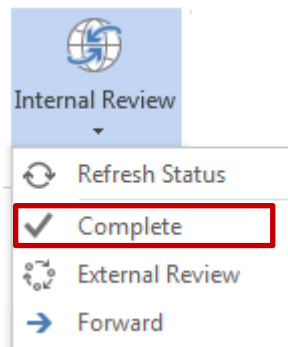 Internal Review
Refresh Status
Complete
External Review
Forward